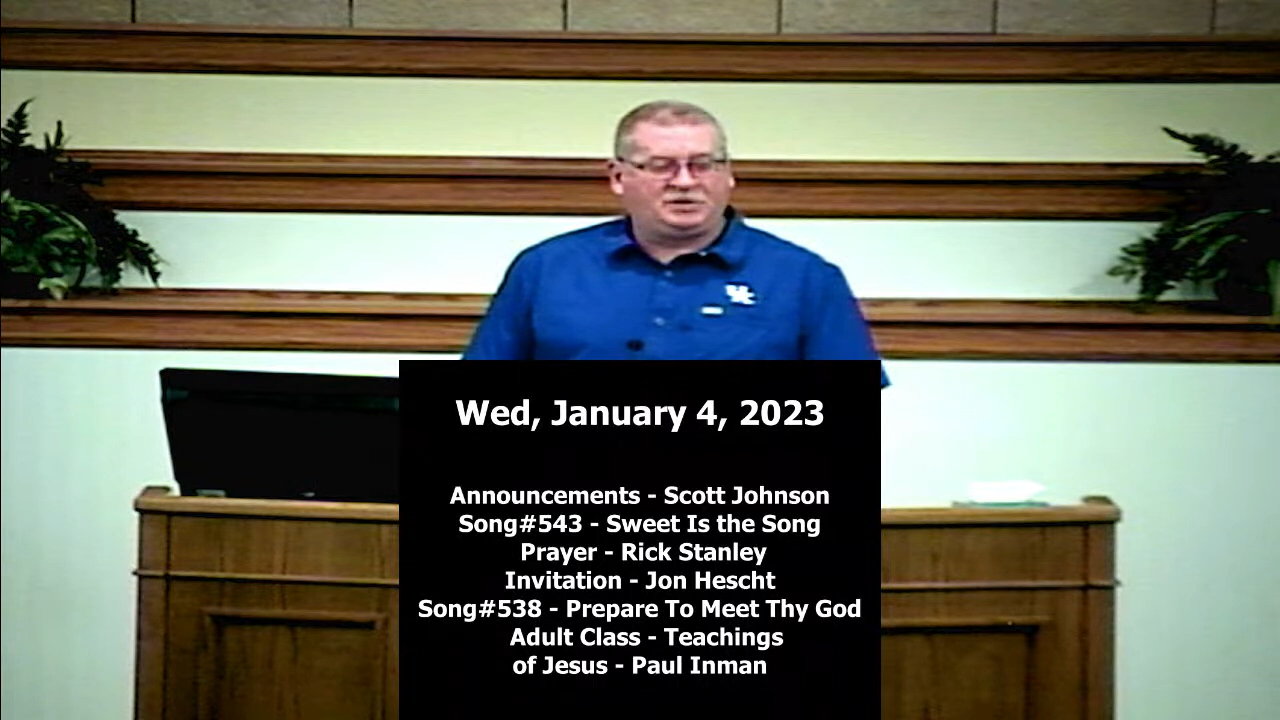 UK
Wed, January 4, 2023
Announcements - Scott Johnson
Song#543 - Sweet Is the Song
Prayer - Rick Stanley
Invitation - Jon Hescht
Song#538 - Prepare To Meet Thy God
Adult Class - Teachings
of Jesus - Paul Inman